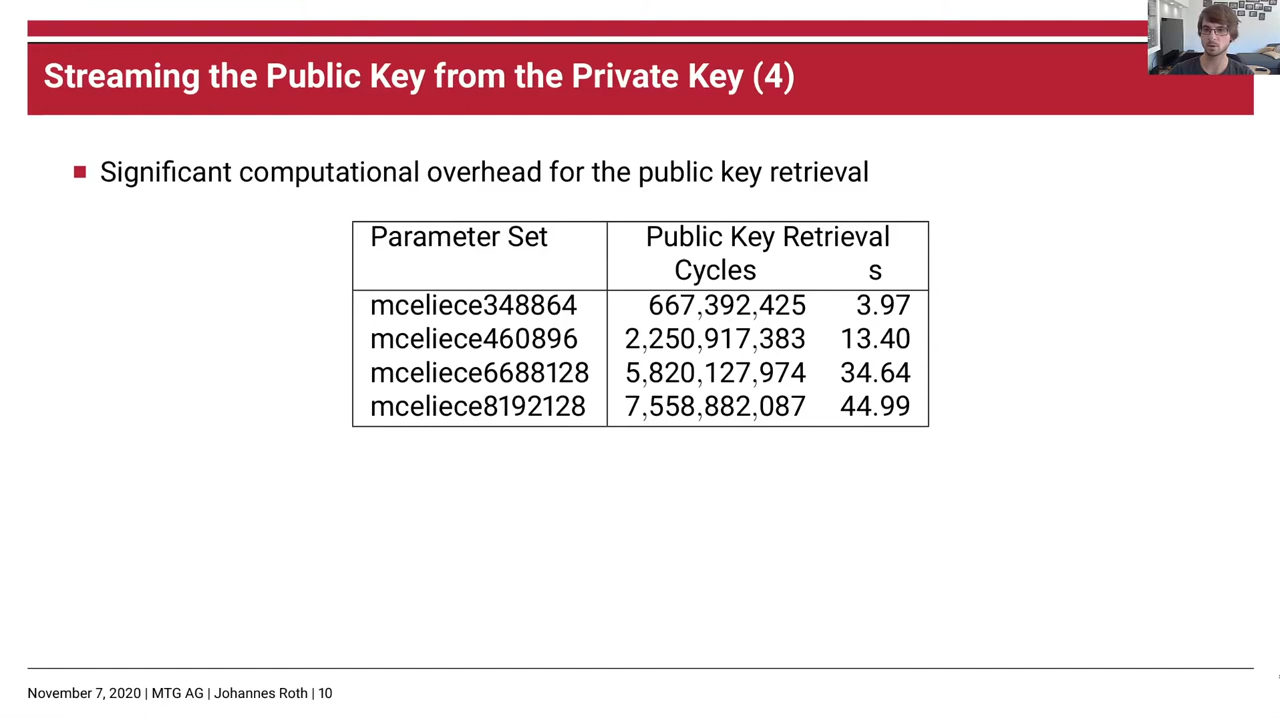 Streaming the Public Key from the Private Key (4)
Significant computational overhead for the public key retrieval
Parameter Set Public Key Retrieval
Cycles s
mceliece348864 667,392,425 3.97
mceliece460896 2,250,917,383 13.40
mceliece6688128 5,820,127,974 34.64
mceliece8192128 7,558,882,087 44.99
November 7, 2020 | MTG AG | Johannes Roth | 10